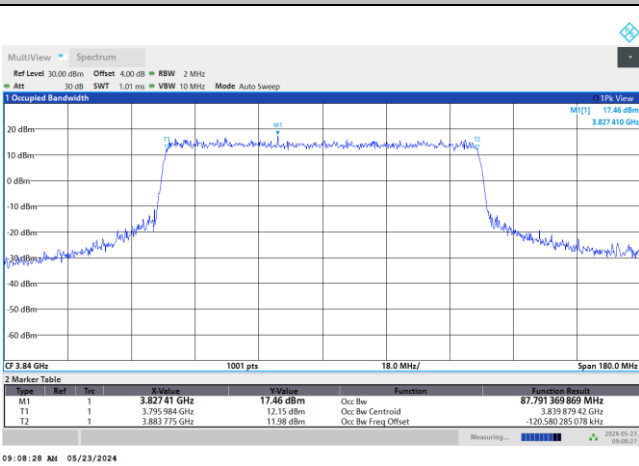 MultiView Spectrum
Ref Level 30.00 dBm Offset 4.00 dB RBW 2 MHz
Att 30 dB SWT 1.01 ms VBW 10 MHz Mode Auto Sweep
1 Occupied Bandwidth 1Pk View
M1[1] 17.46 dBm
3.827 410 GHz
M1
T1 T2
20 dBm
10 dBm
0 dBm
-10 dBm
-20 dBm
-30 dBm
-40 dBm
-50 dBm
-60 dBm
CF 3.84 GHz 1001 pts 18.0 MHz/ Span 180.0 MHz
2 Marker Table
Type Ref Trc X-Value Y-Value Function Function Result
M1 1 3.827 41 GHz 17.46 dBm Occ Bw 87.791 369 869 MHz
T1 1 3.795 984 GHz 12.15 dBm Occ Bw Centroid 3.839 879 42 GHz
T2 1 3.883 775 GHz 11.98 dBm Occ Bw Freq Offset -120.580 285 078 kHz
Measuring... 2024-05-23
09:08:27
09:08:28 AM 05/23/2024